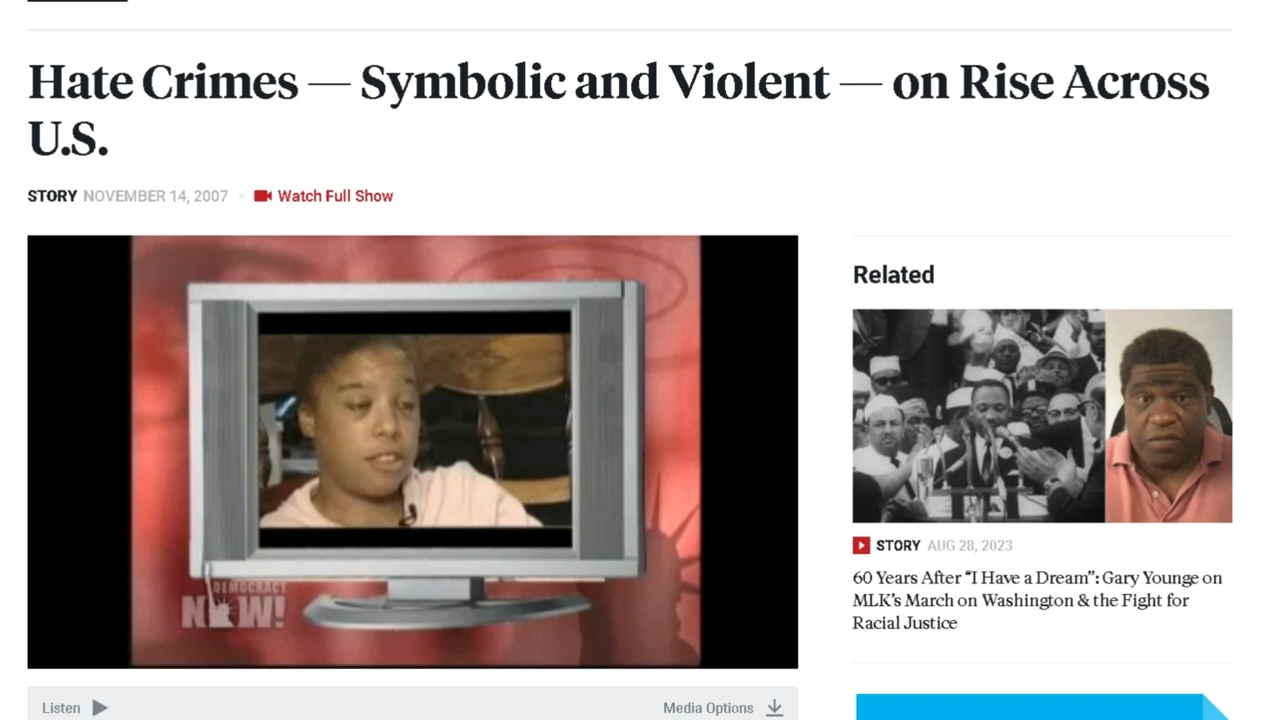 Hate Crimes — Symbolic and Violent — on Rise Across
U.S.
STORY NOVEMBER 14, 2007 • Watch Full Show
DEMOCRACY
NOW!
Listen
Media Options
Related
STORY AUG 28, 2023
60 Years After “I Have a Dream”: Gary Younge on
MLK’s March on Washington & the Fight for
Racial Justice